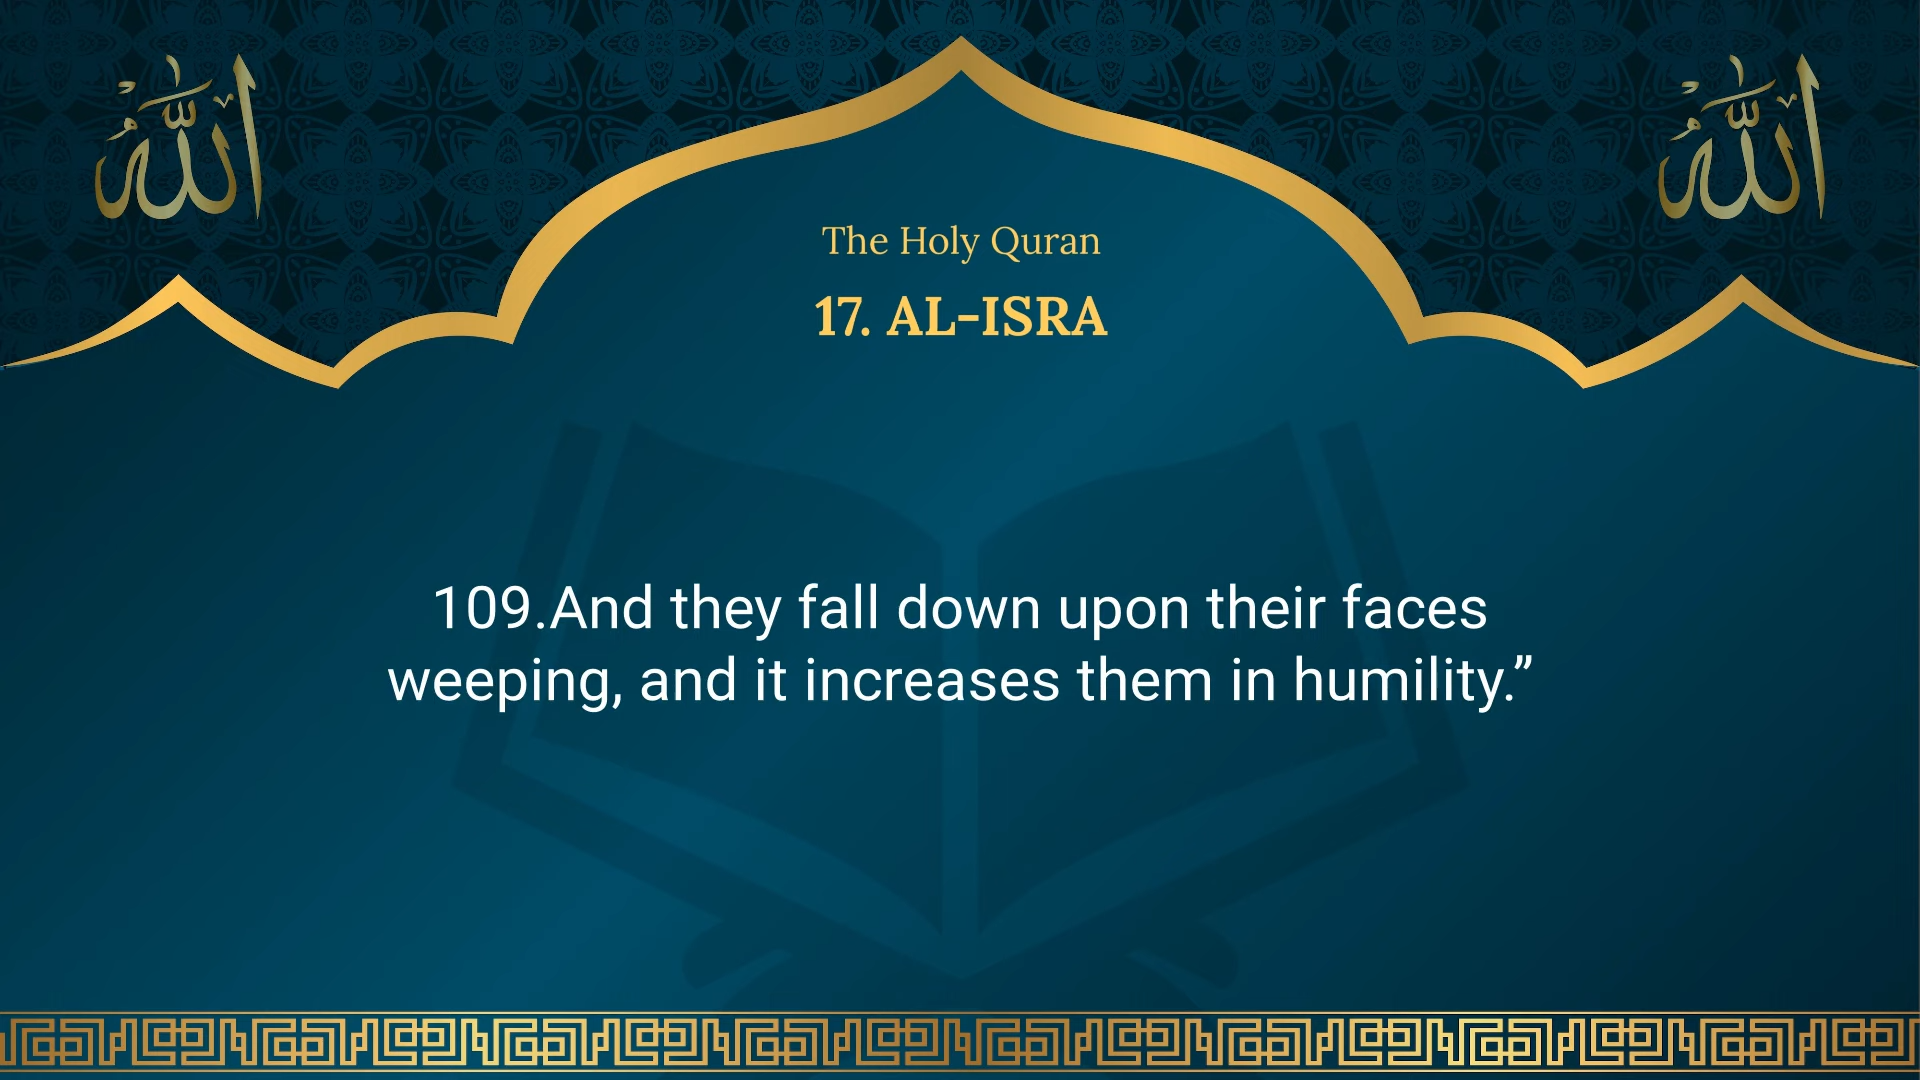 الله
الله
The Holy Quran
17. AL-ISRA
109.And they fall down upon their faces
weeping, and it increases them in humility.”